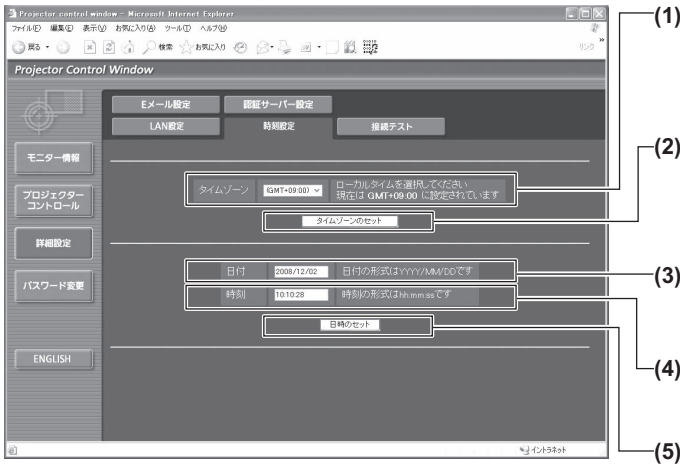 Projector control window - Microsoft Internet Explorer
ファイル(F) 編集(E) 表示(V) お気に入り(A) ツール(T) ヘルプ(H)
戻る 検索 お気に入り リンク »
Projector Control Window
Eメール設定 認証サーバー設定
LAN設定 時刻設定 接続テスト
モニター情報
プロジェクター
コントロール
詳細設定
パスワード変更
ENGLISH
タイムゾーン (GMT+09:00) ローカルタイムを選択してください
現在は GMT+09:00 に設定されています
タイムゾーンのセット
日付 2008/12/02 日付の形式はYYYY/MM/DDです
時刻 10:10:28 時刻の形式はhh:mm:ssです
日時のセット
イントラネット
(1)
(2)
(3)
(4)
(5)